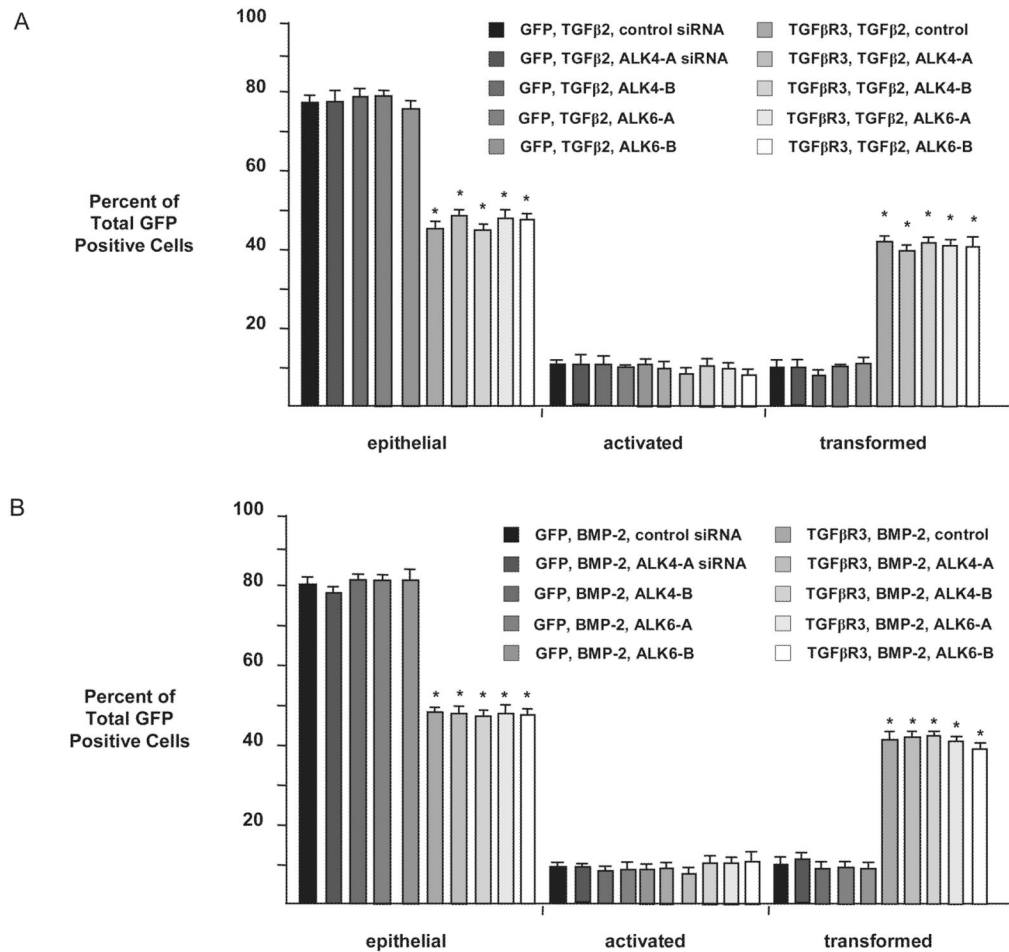 A
100
80
60
40
20
Percent of
Total GFP
Positive Cells
GFP, TGFβ2, control siRNA
GFP, TGFβ2, ALK4-A siRNA
GFP, TGFβ2, ALK4-B
GFP, TGFβ2, ALK6-A
GFP, TGFβ2, ALK6-B
TGFβR3, TGFβ2, control
TGFβR3, TGFβ2, ALK4-A
TGFβR3, TGFβ2, ALK4-B
TGFβR3, TGFβ2, ALK6-A
TGFβR3, TGFβ2, ALK6-B
* * * * *
* * * * *
epithelial activated transformed
B
100
80
60
40
20
Percent of
Total GFP
Positive Cells
GFP, BMP-2, control siRNA
GFP, BMP-2, ALK4-A siRNA
GFP, BMP-2, ALK4-B
GFP, BMP-2, ALK6-A
GFP, BMP-2, ALK6-B
TGFβR3, BMP-2, control
TGFβR3, BMP-2, ALK4-A
TGFβR3, BMP-2, ALK4-B
TGFβR3, BMP-2, ALK6-A
TGFβR3, BMP-2, ALK6-B
* * * * *
* * * * *
epithelial activated transformed